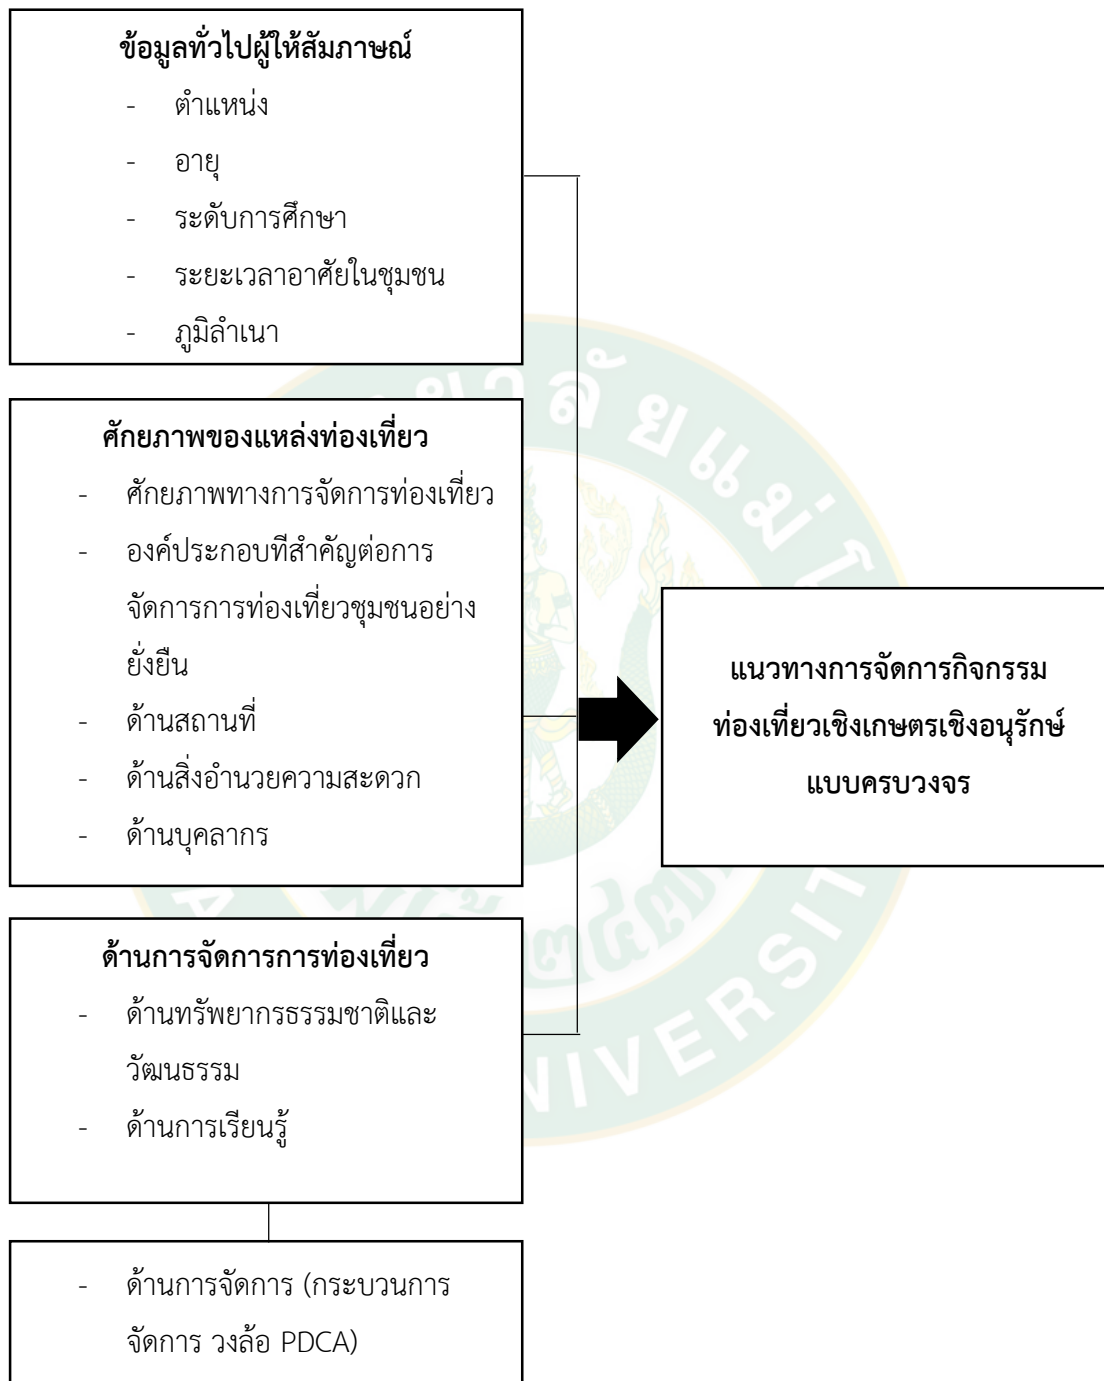 ข้อมูลทั่วไปผู้ให้สัมภาษณ์
- ตำแหน่ง
- อายุ
- ระดับการศึกษา
- ระยะเวลาอาศัยในชุมชน
- ภูมิลำเนา
ศักยภาพของแหล่งท่องเที่ยว
- ศักยภาพทางการจัดการท่องเที่ยว
- องค์ประกอบทีสำคัญต่อการ
จัดการการท่องเที่ยวชุมชนอย่าง
ยั่งยืน
- ด้านสถานที่
- ด้านสิ่งอำนวยความสะดวก
- ด้านบุคลากร
ด้านการจัดการการท่องเที่ยว
- ด้านทรัพยากรธรรมชาติและ
วัฒนธรรม
- ด้านการเรียนรู้
- ด้านการจัดการ (กระบวนการ
จัดการ วงล้อ PDCA)
แนวทางการจัดการกิจกรรม
ท่องเที่ยวเชิงเกษตรเชิงอนุรักษ์
แบบครบวงจร